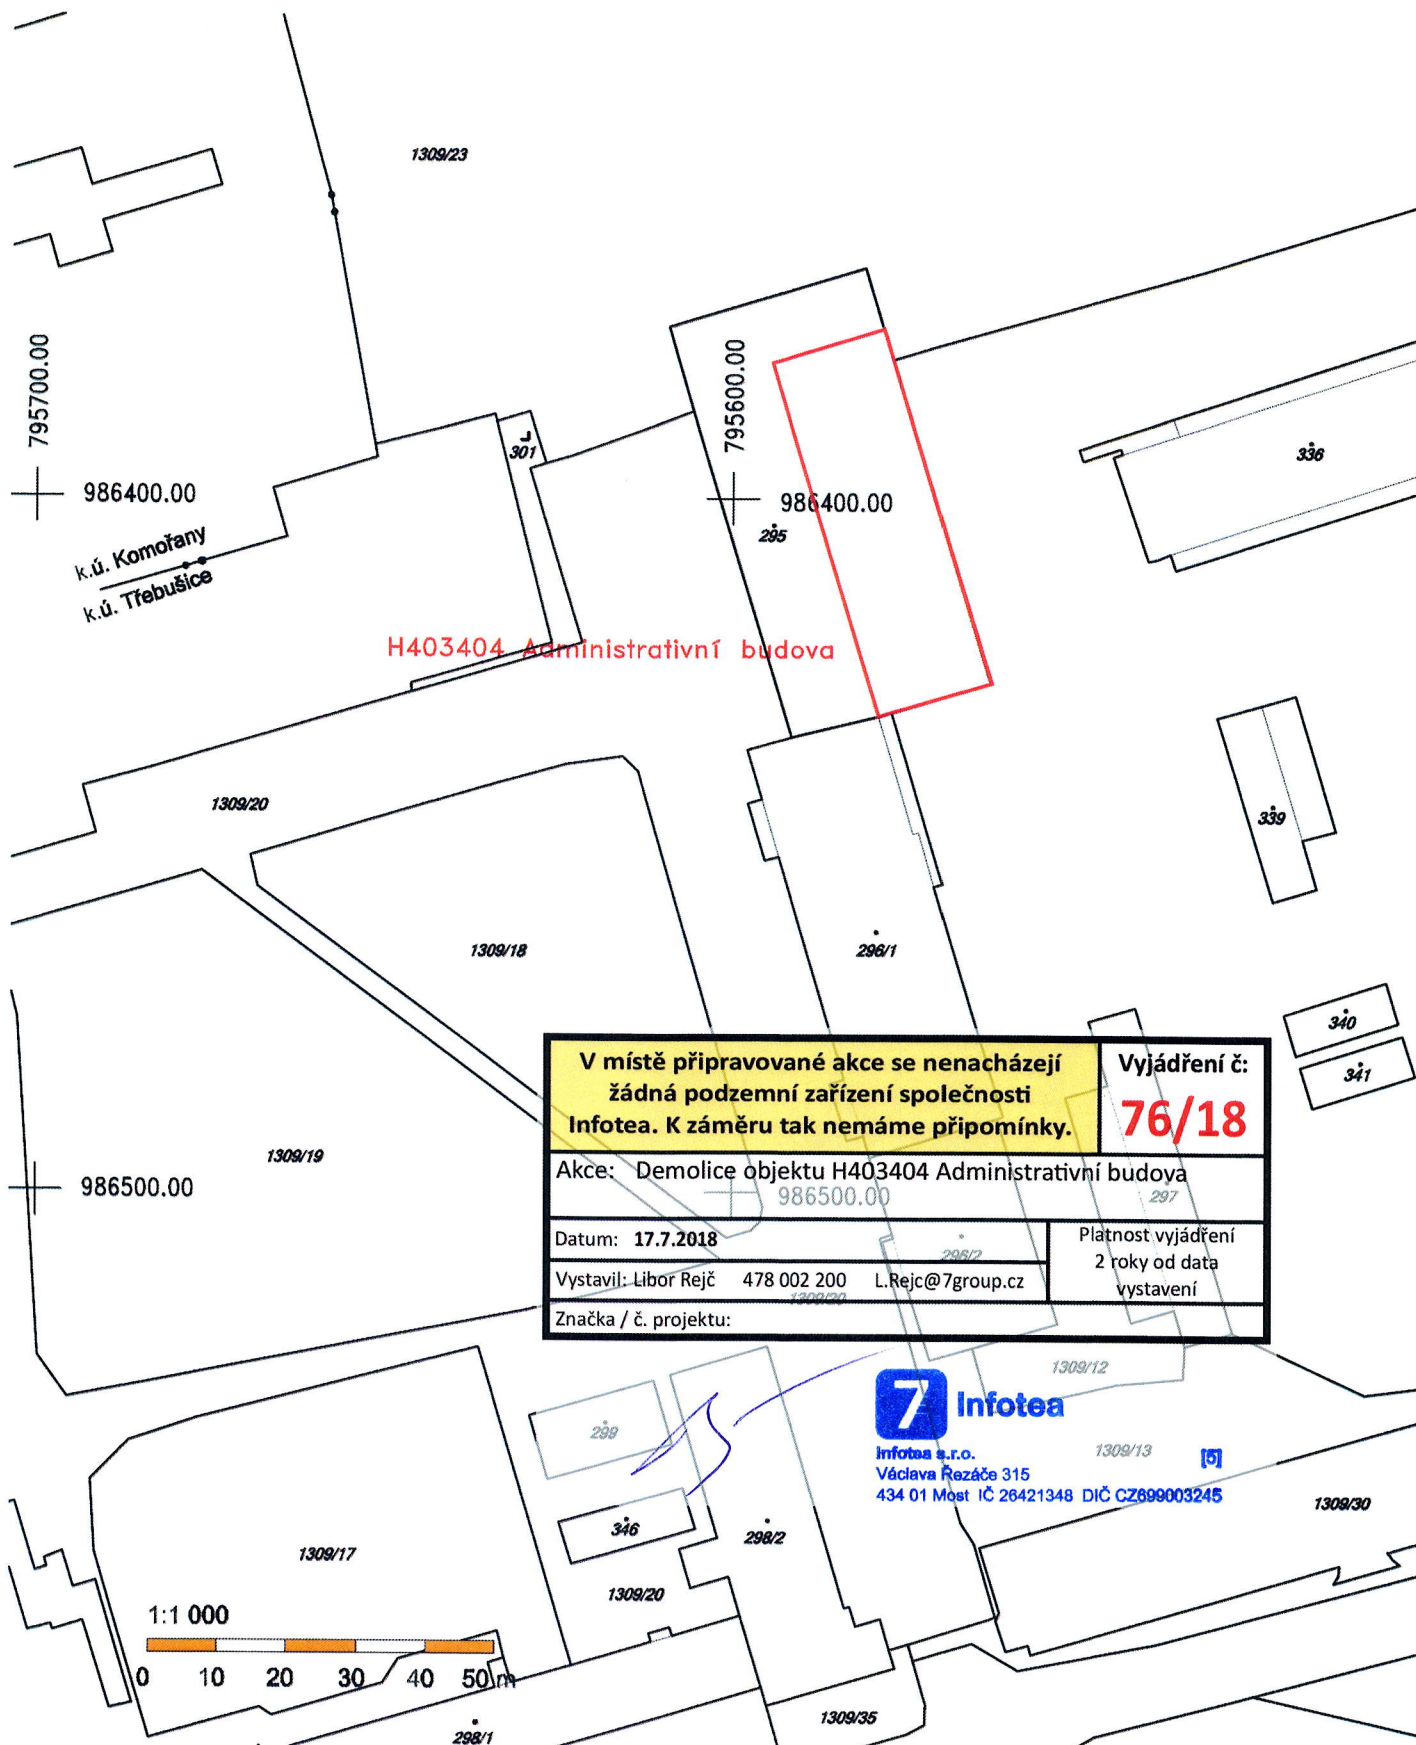 1309/23
795700.00
795600.00
301
336
986400.00
986400.00
295
k.ú. Komořany
k.ú. Třebušice
H403404 Administrativní budova
1309/20
339
1309/18
296/1
340
341
V místě připravované akce se nenacházejí
žádná podzemní zařízení společnosti
Infotea. K záměru tak nemáme připomínky.
Vyjádření č:
76/18
1309/19
Akce: Demolice objektu H403404 Administrativní budova
986500.00
986500.00
297
Datum: 17.7.2018
296/2
Platnost vyjádření
2 roky od data
vystavení
Vystavil: Libor Rejč 478 002 200 L.Rejc@7group.cz
1309/20
Značka / č. projektu:
1309/12
7 Infotea
299
1309/13
[5]
Infotea s.r.o.
Václava Řezáče 315
434 01 Most IČ 26421348 DIČ CZ699003245
1309/30
346
298/2
1309/17
1309/20
1:1 000
0 10 20 30 40 50 m
1309/35
298/1